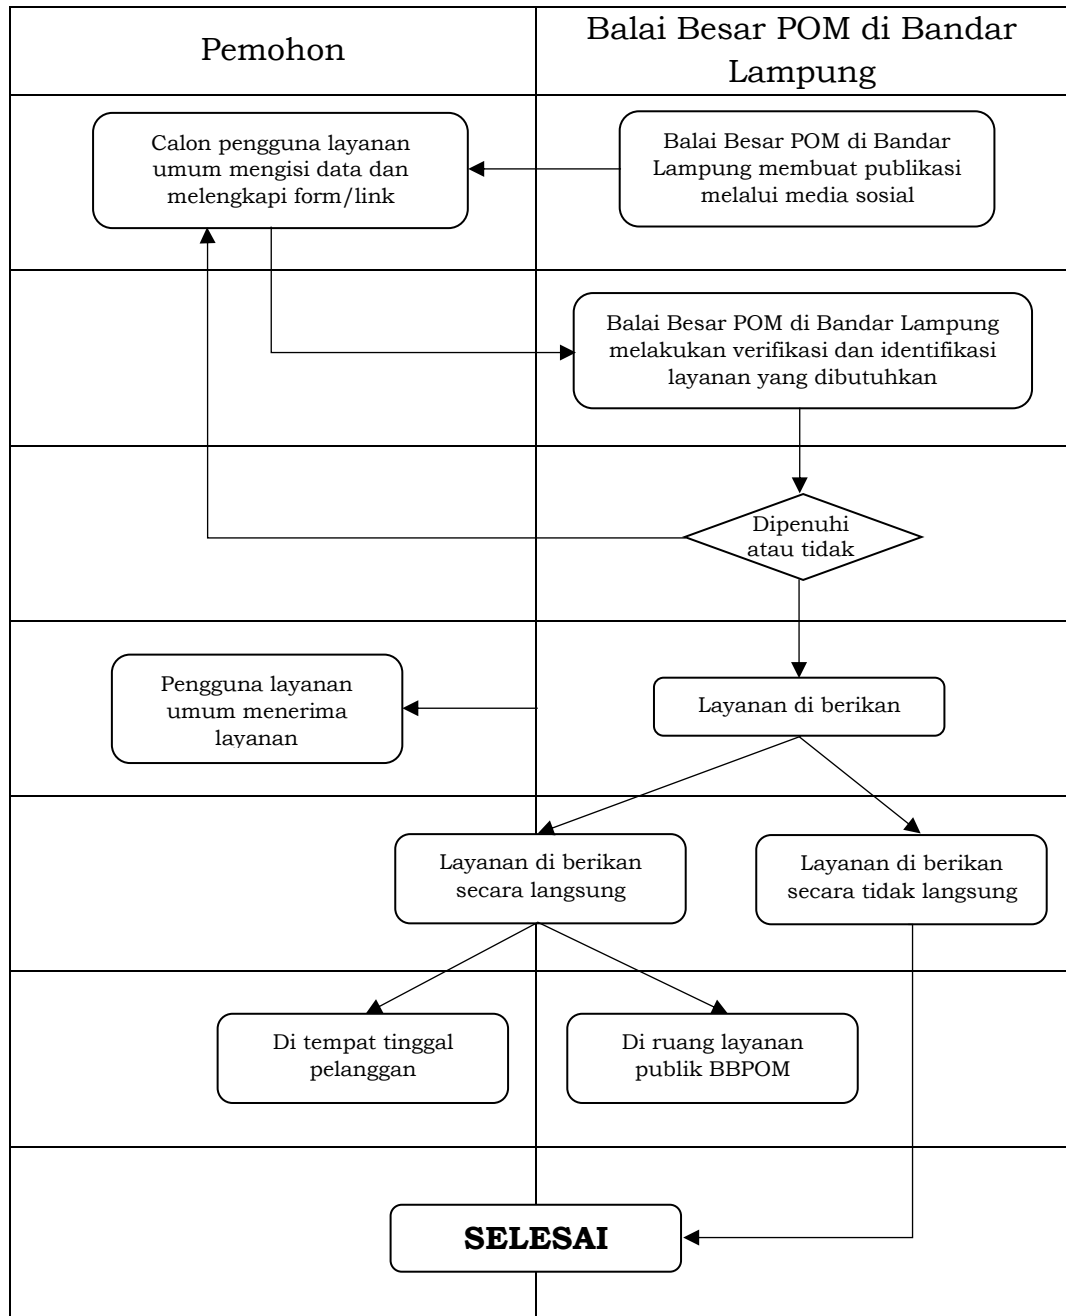 Pemohon
Balai Besar POM di Bandar
Lampung
Calon pengguna layanan
umum mengisi data dan
melengkapi form/link
Balai Besar POM di Bandar
Lampung membuat publikasi
melalui media sosial
Balai Besar POM di Bandar Lampung
melakukan verifikasi dan identifikasi
layanan yang dibutuhkan
Dipenuhi
atau tidak
Pengguna layanan
umum menerima
layanan
Layanan di berikan
Layanan di berikan
secara langsung
Layanan di berikan
secara tidak langsung
Di tempat tinggal
pelanggan
Di ruang layanan
publik BBPOM
SELESAI